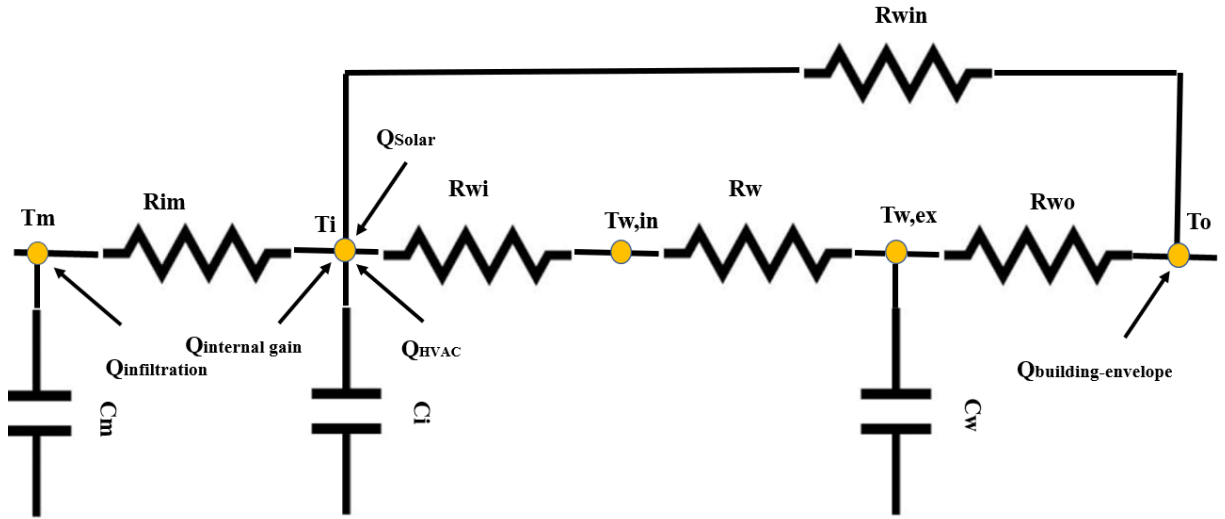 Rwin
QSolar
Rim
Rwi
Rw
Rwo
Tm
Ti
Tw,in
Tw,ex
To
Qinternal gain
QHVAC
Qinfiltration
Qbuilding-envelope
Cm
Ci
Cw